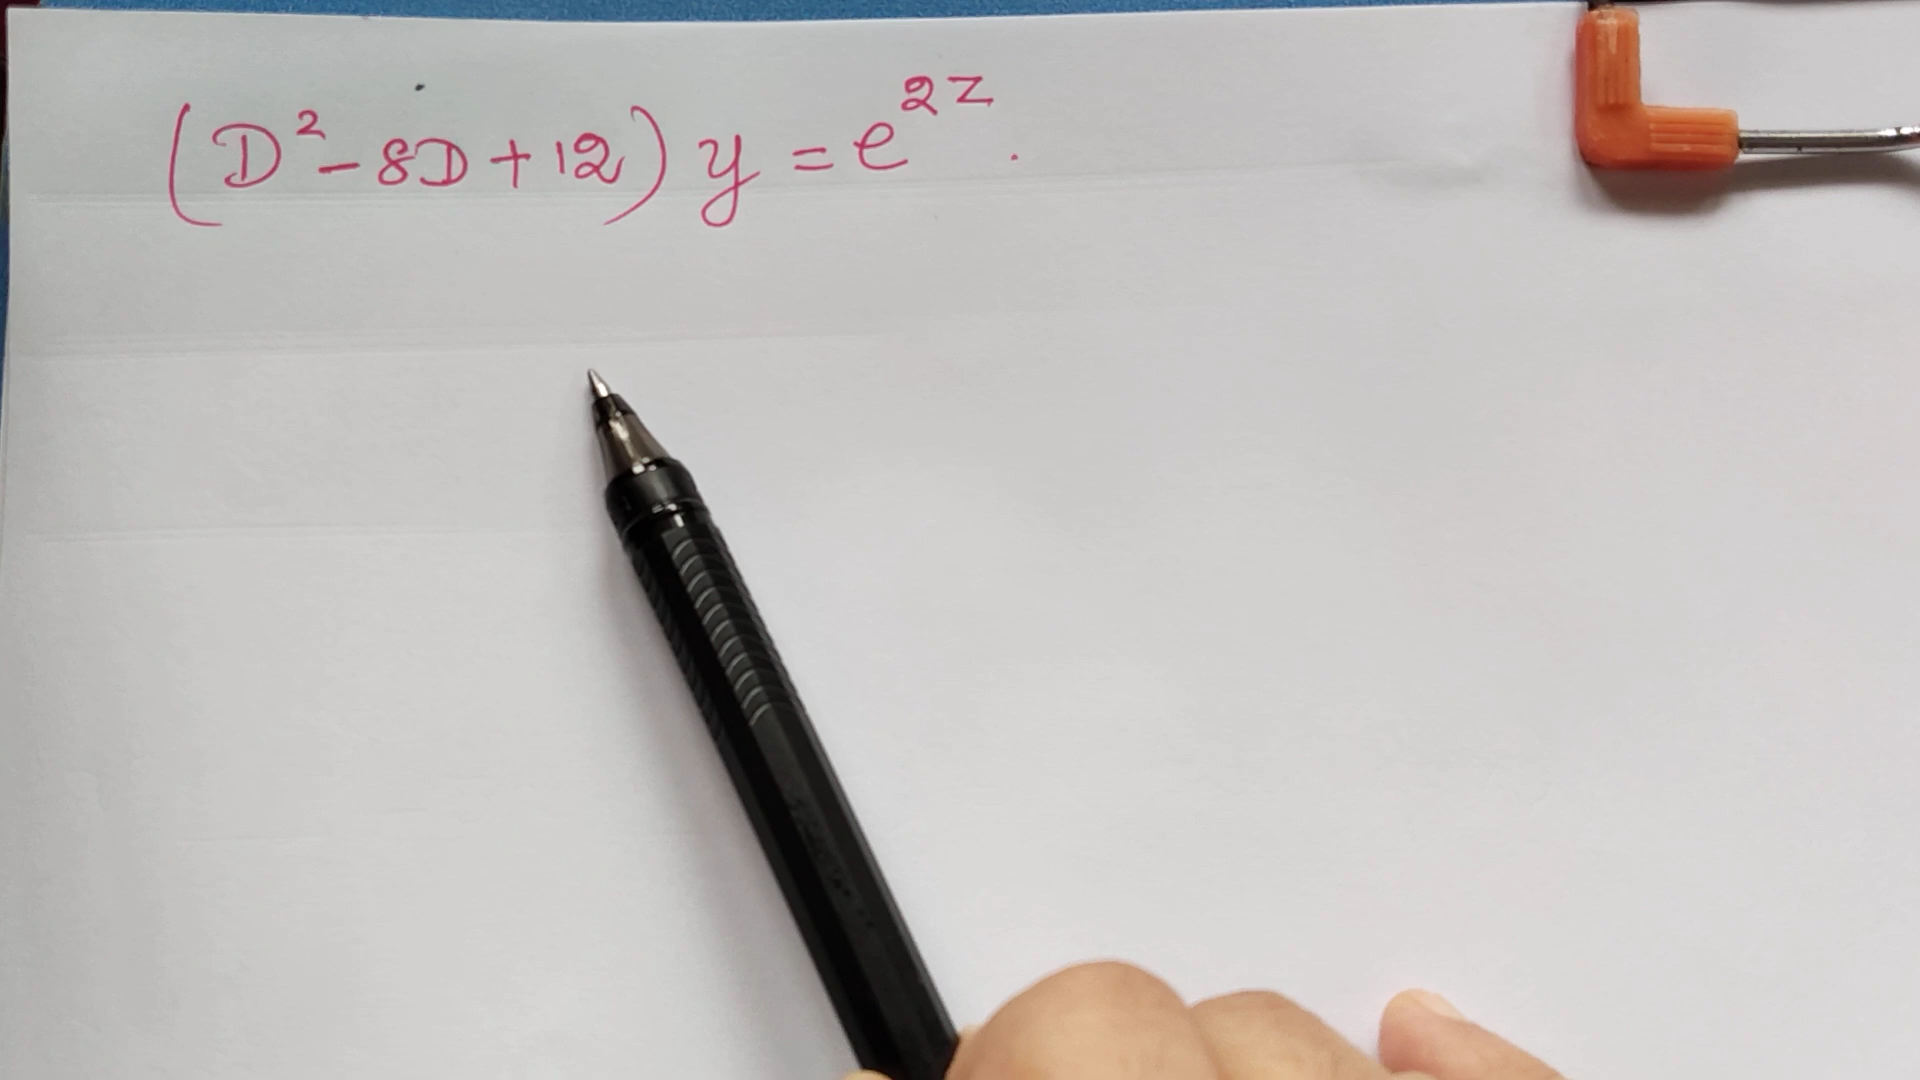 (D² - 8D + 12) y = e^{2z}.